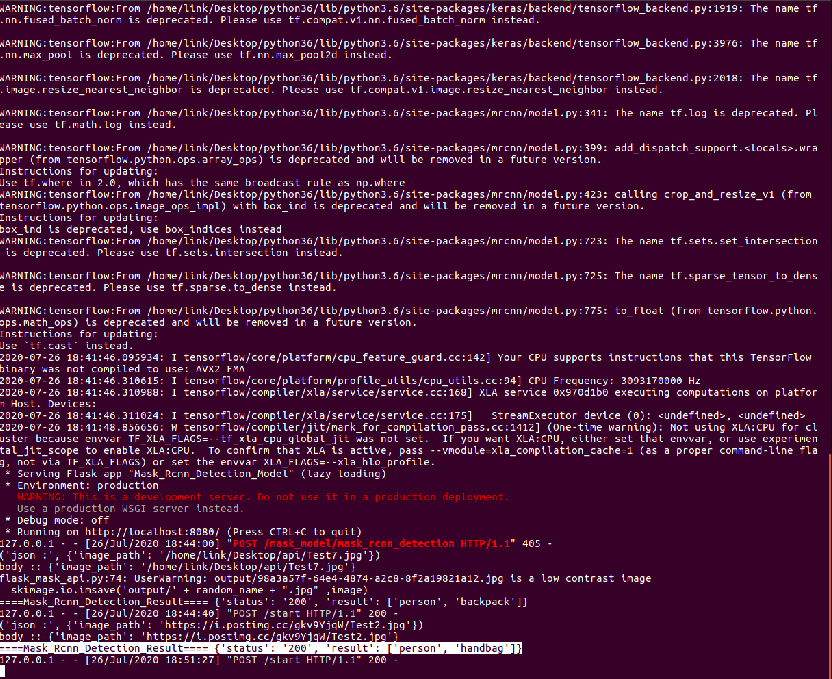 WARNING:tensorflow:From /home/link/Desktop/python36/lib/python3.6/site-packages/keras/backend/tensorflow_backend.py:1919: The name tf
.nn.fused_batch_norm is deprecated. Please use tf.compat.v1.nn.fused_batch_norm instead.
WARNING:tensorflow:From /home/link/Desktop/python36/lib/python3.6/site-packages/keras/backend/tensorflow_backend.py:3976: The name tf
.nn.max_pool is deprecated. Please use tf.nn.max_pool2d instead.
WARNING:tensorflow:From /home/link/Desktop/python36/lib/python3.6/site-packages/keras/backend/tensorflow_backend.py:2018: The name tf
.image.resize_nearest_neighbor is deprecated. Please use tf.compat.v1.image.resize_nearest_neighbor instead.
WARNING:tensorflow:From /home/link/Desktop/python36/lib/python3.6/site-packages/mrcnn/model.py:341: The name tf.log is deprecated. Pl
ease use tf.math.log instead.
WARNING:tensorflow:From /home/link/Desktop/python36/lib/python3.6/site-packages/mrcnn/model.py:399: add_dispatch_support.<locals>.wra
pper (from tensorflow.python.ops.array_ops) is deprecated and will be removed in a future version.
Instructions for updating:
Use tf.where in 2.0, which has the same broadcast rule as np.where
WARNING:tensorflow:From /home/link/Desktop/python36/lib/python3.6/site-packages/mrcnn/model.py:423: calling crop_and_resize_v1 (from
tensorflow.python.ops.image_ops_impl) with box_ind is deprecated and will be removed in a future version.
Instructions for updating:
box_ind is deprecated, use box_indices instead
WARNING:tensorflow:From /home/link/Desktop/python36/lib/python3.6/site-packages/mrcnn/model.py:723: The name tf.sets.set_intersection
 is deprecated. Please use tf.sets.intersection instead.
WARNING:tensorflow:From /home/link/Desktop/python36/lib/python3.6/site-packages/mrcnn/model.py:725: The name tf.sparse_tensor_to_dens
e is deprecated. Please use tf.sparse.to_dense instead.
WARNING:tensorflow:From /home/link/Desktop/python36/lib/python3.6/site-packages/mrcnn/model.py:775: to_float (from tensorflow.python.
ops.math_ops) is deprecated and will be removed in a future version.
Instructions for updating:
Use `tf.cast` instead.
2020-07-26 18:41:46.095934: I tensorflow/core/platform/cpu_feature_guard.cc:142] Your CPU supports instructions that this TensorFlow
binary was not compiled to use: AVX2 FMA
2020-07-26 18:41:46.310615: I tensorflow/core/platform/profile_utils/cpu_utils.cc:94] CPU Frequency: 3093170000 Hz
2020-07-26 18:41:46.310988: I tensorflow/compiler/xla/service/service.cc:168] XLA service 0x970d1b0 executing computations on platfor
m Host. Devices:
2020-07-26 18:41:46.311024: I tensorflow/compiler/xla/service/service.cc:175]   StreamExecutor device (0): <undefined>, <undefined>
2020-07-26 18:41:48.856656: W tensorflow/compiler/jit/mark_for_compilation_pass.cc:1412] (One-time warning): Not using XLA:CPU for cl
uster because envvar TF_XLA_FLAGS=--tf_xla_cpu_global_jit was not set.  If you want XLA:CPU, either set that envvar, or use experimen
tal_jit_scope to enable XLA:CPU.  To confirm that XLA is active, pass --vmodule=xla_compilation_cache=1 (as a proper command-line fla
g, not via TF_XLA_FLAGS) or set the envvar XLA_FLAGS=--xla_hlo_profile.
 * Serving Flask app "Mask_Rcnn_Detection_Model" (lazy loading)
 * Environment: production
   WARNING: This is a development server. Do not use it in a production deployment.
   Use a production WSGI server instead.
 * Debug mode: off
 * Running on http://localhost:8080/ (Press CTRL+C to quit)
127.0.0.1 - - [26/Jul/2020 18:44:00] "POST /mask_model/mask_rcnn_detection HTTP/1.1" 405 -
('json :', {'image_path': '/home/link/Desktop/api/Test7.jpg'})
body :: {'image_path': '/home/link/Desktop/api/Test7.jpg'}
flask_mask_api.py:74: UserWarning: output/98a3a57f-64e4-4874-a2c8-8f2a19821a12.jpg is a low contrast image
  skimage.io.imsave('output/' + random_name + ".jpg" ,image)
====Mask_Rcnn_Detection_Result==== {'status': '200', 'result': ['person', 'backpack']}
127.0.0.1 - - [26/Jul/2020 18:44:40] "POST /start HTTP/1.1" 200 -
('json :', {'image_path': 'https://i.postimg.cc/gkv9YjqW/Test2.jpg'})
body :: {'image_path': 'https://i.postimg.cc/gkv9YjqW/Test2.jpg'}
====Mask_Rcnn_Detection_Result==== {'status': '200', 'result': ['person', 'handbag']}
127.0.0.1 - - [26/Jul/2020 18:51:27] "POST /start HTTP/1.1" 200 -